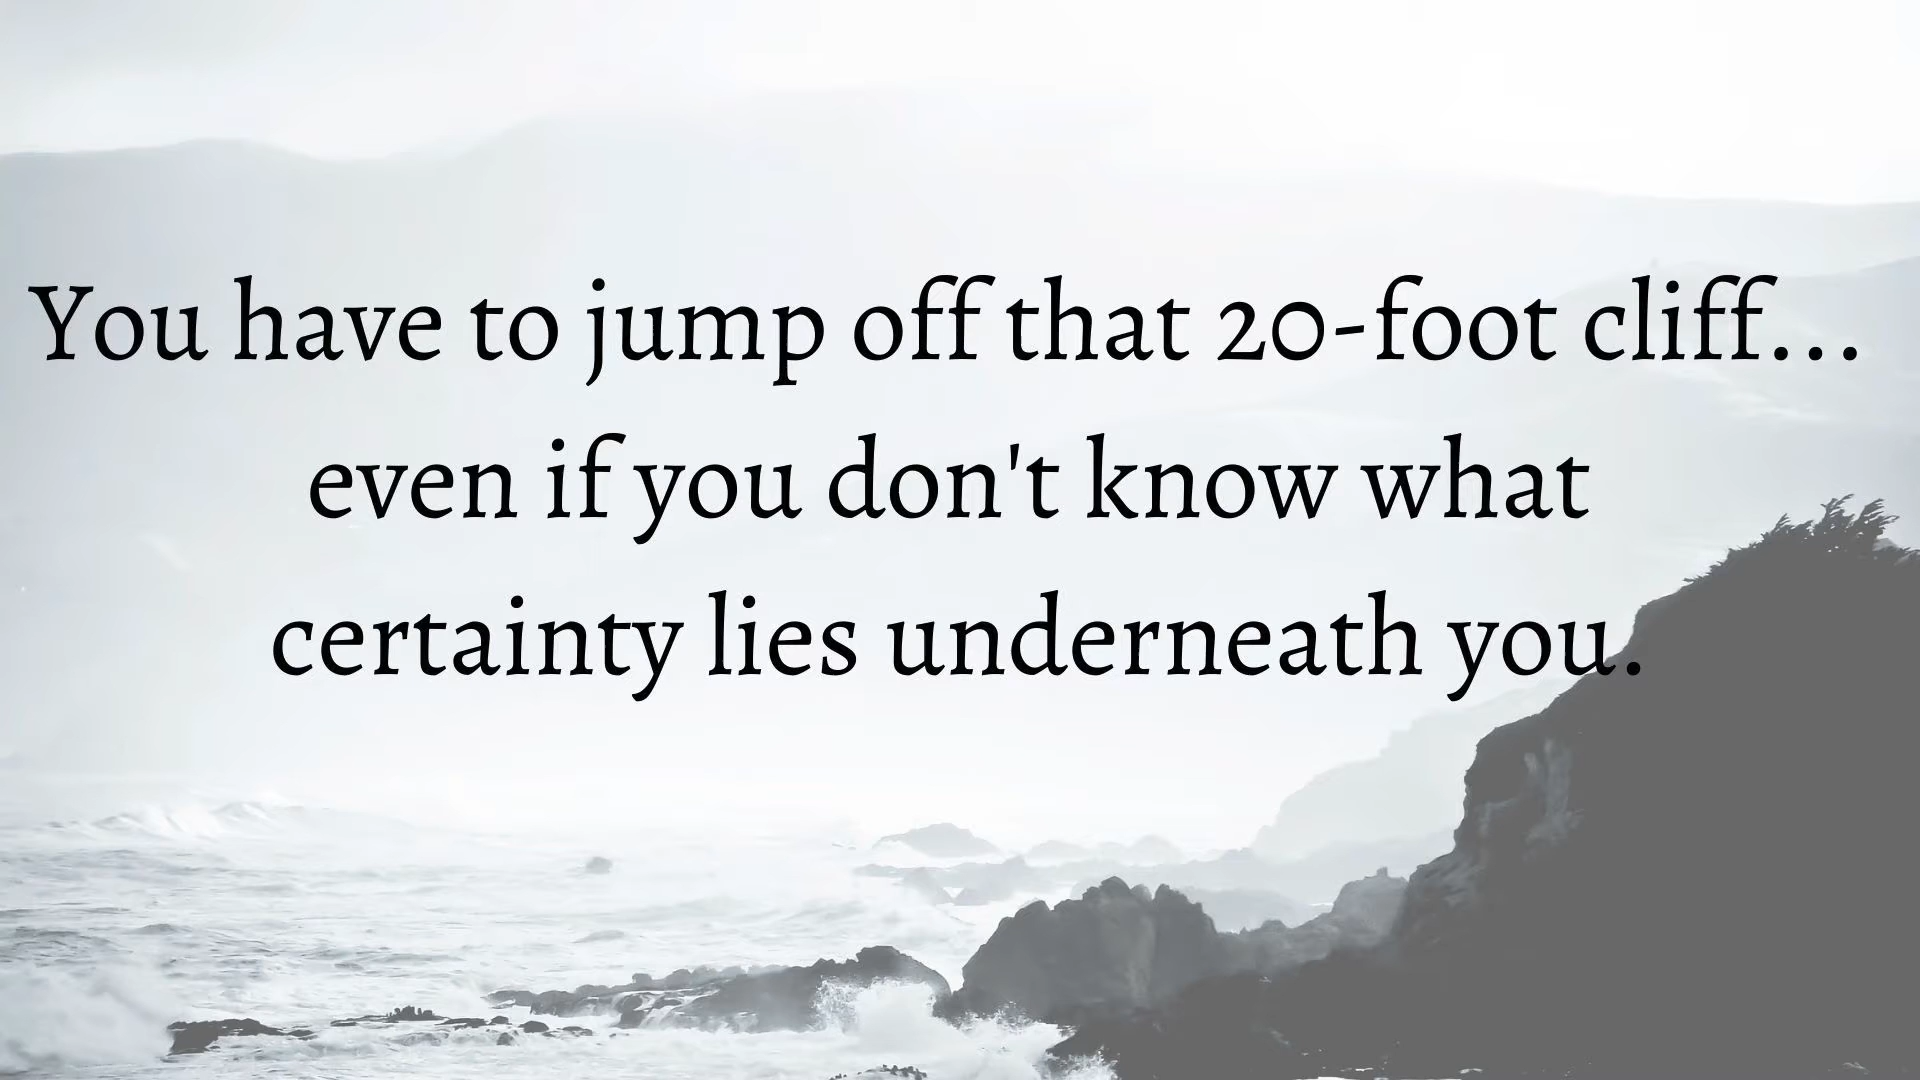 You have to jump off that 20-foot cliff...
even if you don't know what
certainty lies underneath you.